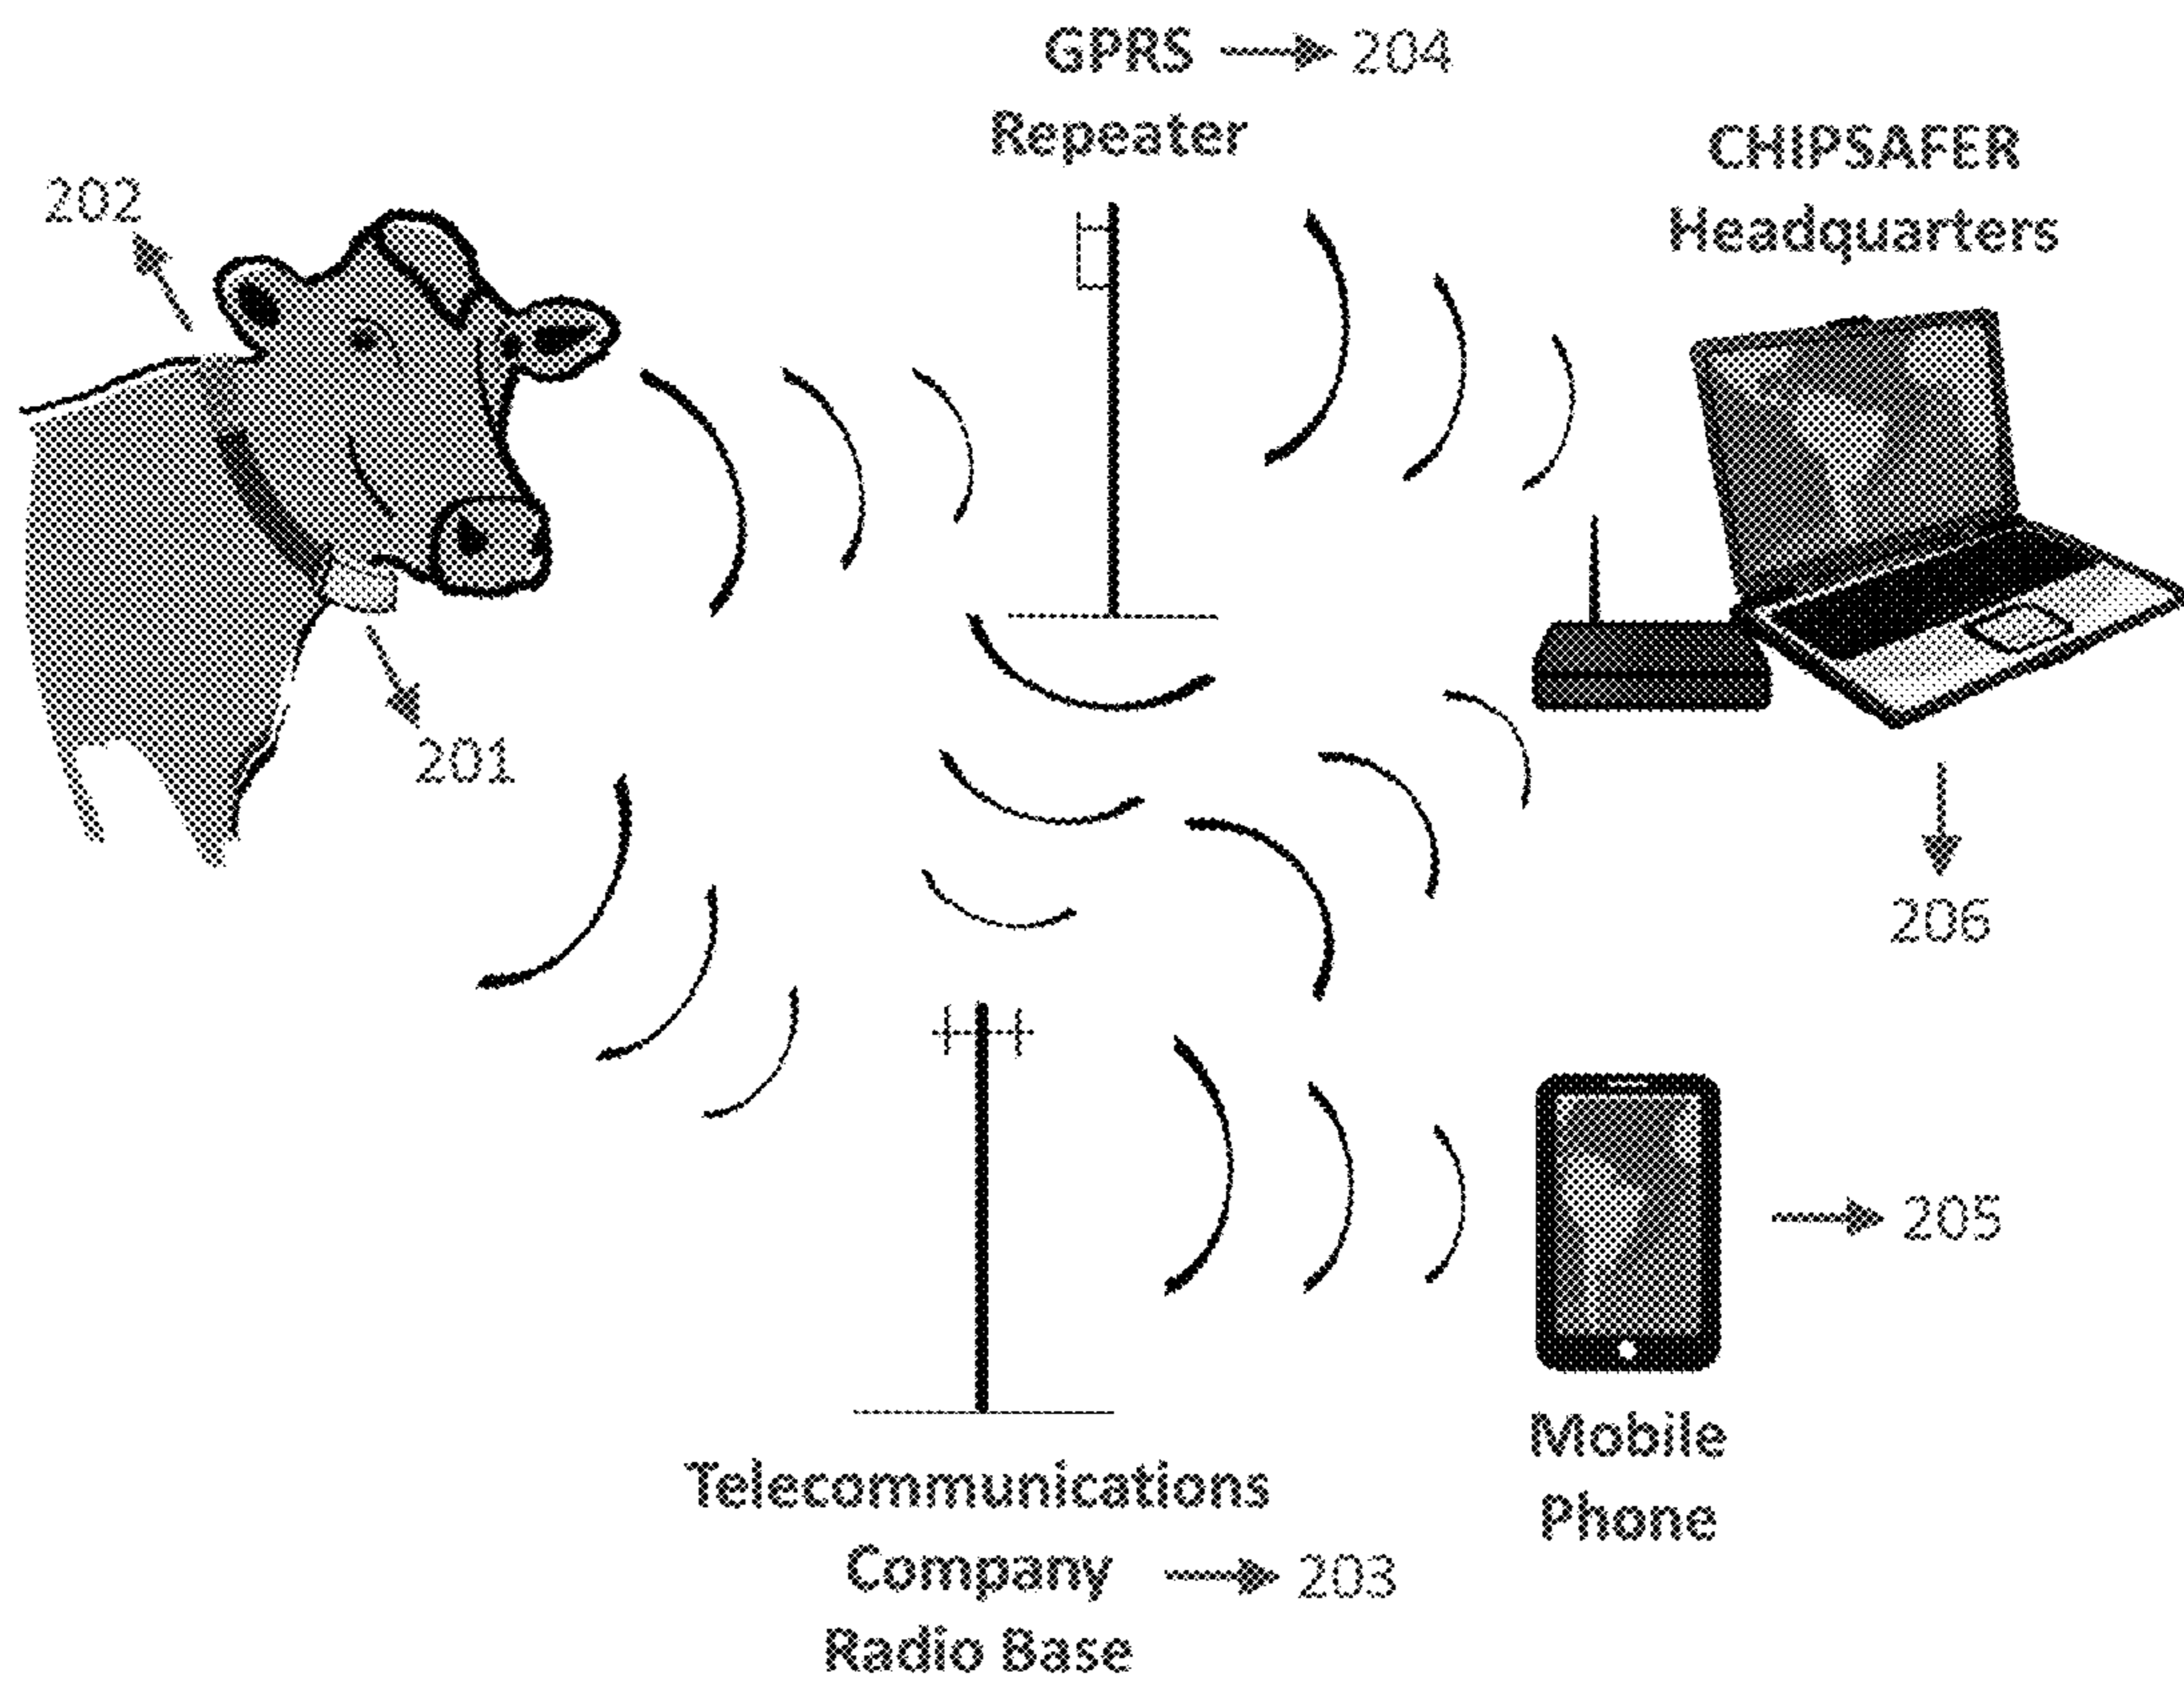 GPRS 204
Repeater
CHIPSAFER
Headquarters
202
201
206
205
Mobile
Phone
Telecommunications
Company 203
Radio Base